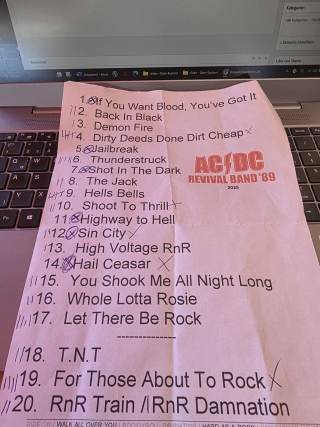 1. If You Want Blood, You've Got It
2. Back In Black
3. Demon Fire
4. Dirty Deeds Done Dirt Cheap
5. Jailbreak
6. Thunderstruck
7. Shot In The Dark
8. The Jack
9. Hells Bells
10. Shoot To Thrill
11. Highway to Hell
12. Sin City
13. High Voltage RnR
14. Hail Ceasar
15. You Shook Me All Night Long
16. Whole Lotta Rosie
17. Let There Be Rock
---------------
18. T.N.T
19. For Those About To Rock
20. RnR Train /| RnR Damnation
AC/DC
REVIVAL BAND '89